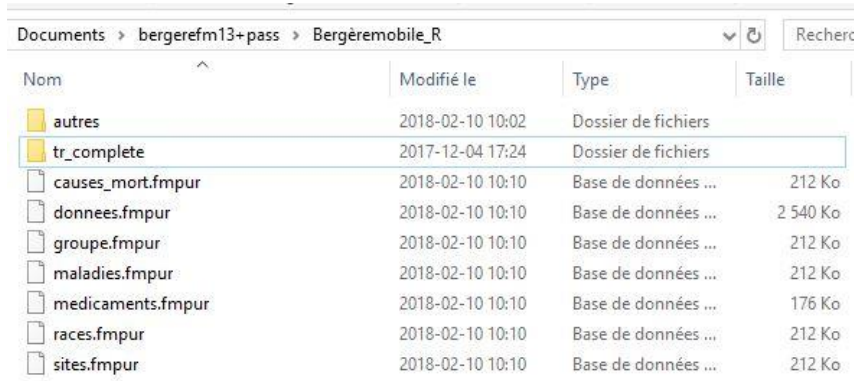 Documents > bergerefm13+pass > Bergèremobile_R Recherc
Nom Modifié le Type Taille
autres 2018-02-10 10:02 Dossier de fichiers
tr_complete 2017-12-04 17:24 Dossier de fichiers
causes_mort.fmpur 2018-02-10 10:10 Base de données ... 212 Ko
donnees.fmpur 2018-02-10 10:10 Base de données ... 2 540 Ko
groupe.fmpur 2018-02-10 10:10 Base de données ... 212 Ko
maladies.fmpur 2018-02-10 10:10 Base de données ... 212 Ko
medicaments.fmpur 2018-02-10 10:10 Base de données ... 176 Ko
races.fmpur 2018-02-10 10:10 Base de données ... 212 Ko
sites.fmpur 2018-02-10 10:10 Base de données ... 212 Ko